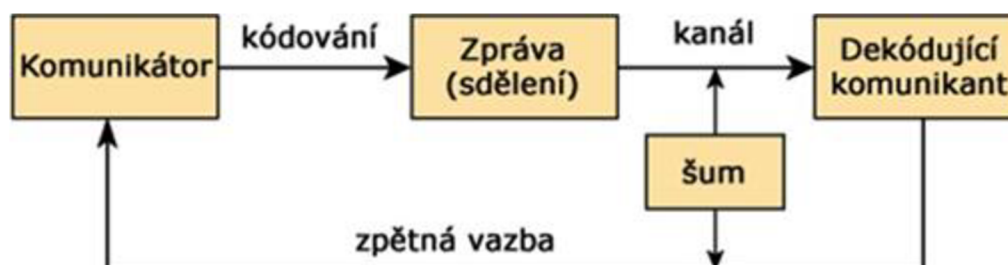 Komunikátor
kódování
Zpráva
(sdělení)
kanál
Dekódující
komunikant
šum
zpětná vazba